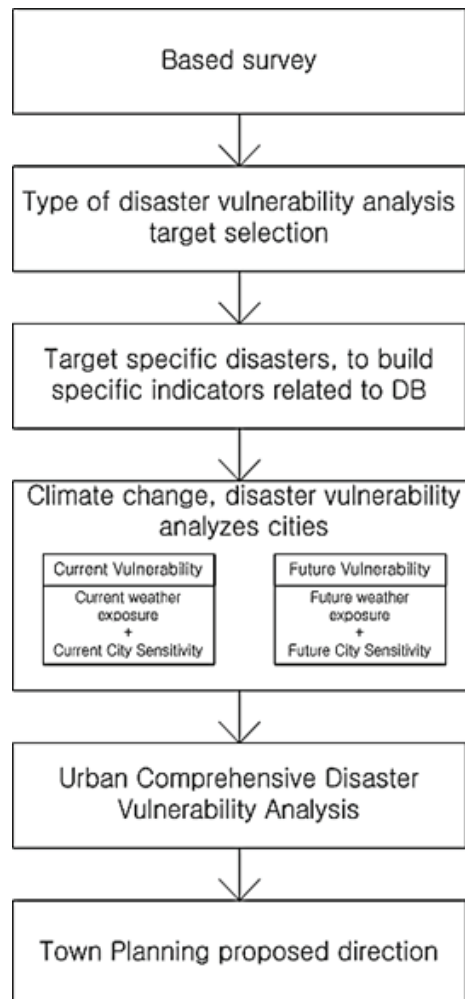 Based survey
Type of disaster vulnerability analysis
target selection
Target specific disasters, to build
specific indicators related to DB
Climate change, disaster vulnerability
analyzes cities
Current Vulnerability
Current weather
exposure
+
Current City Sensitivity
Future Vulnerability
Future weather
exposure
+
Future City Sensitivity
Urban Comprehensive Disaster
Vulnerability Analysis
Town Planning proposed direction